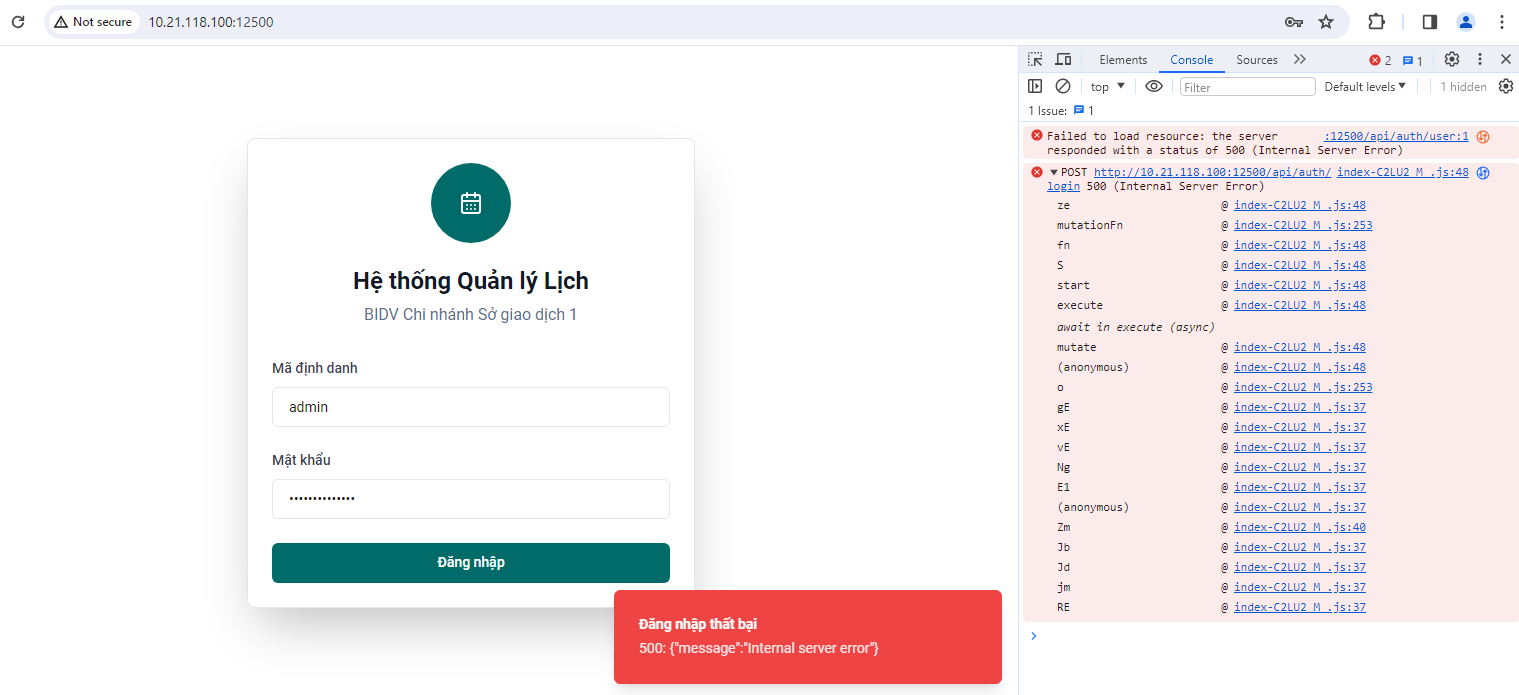 Not secure 10.21.118.100:12500
Elements Console Sources 2 1
top Filter Default levels 1 hidden
1 Issue: 1
Failed to load resource: the server :12500/api/auth/user:1
responded with a status of 500 (Internal Server Error)
POST http://10.21.118.100:12500/api/auth/ index-C2LU2_M_.js:48
login 500 (Internal Server Error)
ze @ index-C2LU2_M_.js:48
mutationFn @ index-C2LU2_M_.js:253
fn @ index-C2LU2_M_.js:48
S @ index-C2LU2_M_.js:48
start @ index-C2LU2_M_.js:48
execute @ index-C2LU2_M_.js:48
await in execute (async)
mutate @ index-C2LU2_M_.js:48
(anonymous) @ index-C2LU2_M_.js:48
o @ index-C2LU2_M_.js:253
gE @ index-C2LU2_M_.js:37
xE @ index-C2LU2_M_.js:37
vE @ index-C2LU2_M_.js:37
Ng @ index-C2LU2_M_.js:37
E1 @ index-C2LU2_M_.js:37
(anonymous) @ index-C2LU2_M_.js:37
Zm @ index-C2LU2_M_.js:40
Jb @ index-C2LU2_M_.js:37
Jd @ index-C2LU2_M_.js:37
jm @ index-C2LU2_M_.js:37
RE @ index-C2LU2_M_.js:37
Hệ thống Quản lý Lịch
BIDV Chi nhánh Sở giao dịch 1
Mã định danh
admin
Mật khẩu
••••••••••••••
Đăng nhập
Đăng nhập thất bại
500: {"message":"Internal server error"}